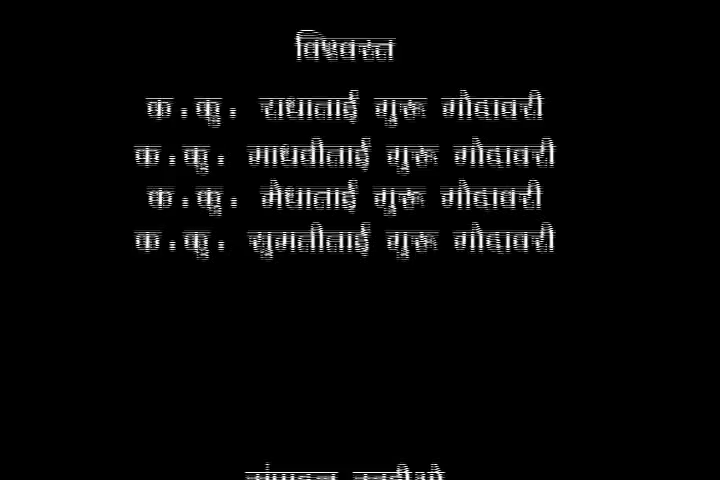 विश्वस्त
क.कु. राधाताई गुरू गोदावरी
क.कु. माधवीताई गुरू गोदावरी
क.कु. मेधाताई गुरू गोदावरी
क.कु. सुमतीताई गुरू गोदावरी